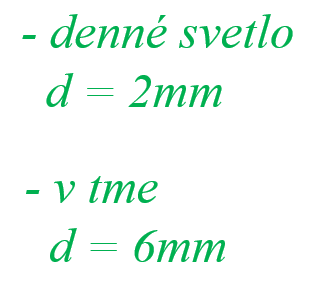 - denné svetlo
d = 2mm
- v tme
d = 6mm